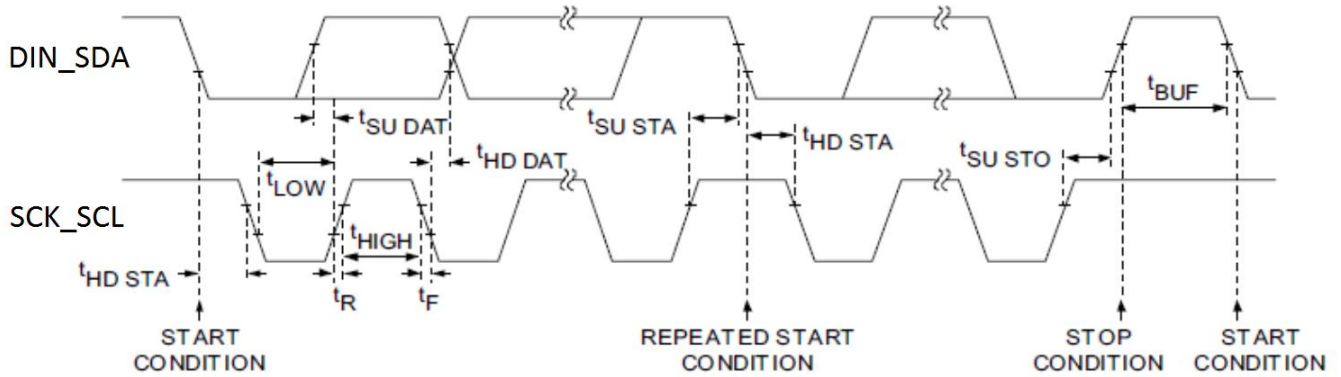 DIN_SDA
tSU DAT
tHD DAT
tSU STA
tHD STA
tSU STO
tBUF
tLOW
SCK_SCL
tHIGH
tHD STA
tR
tF
START
CONDITION
REPEATED START
CONDITION
STOP
CONDITION
START
CONDITION